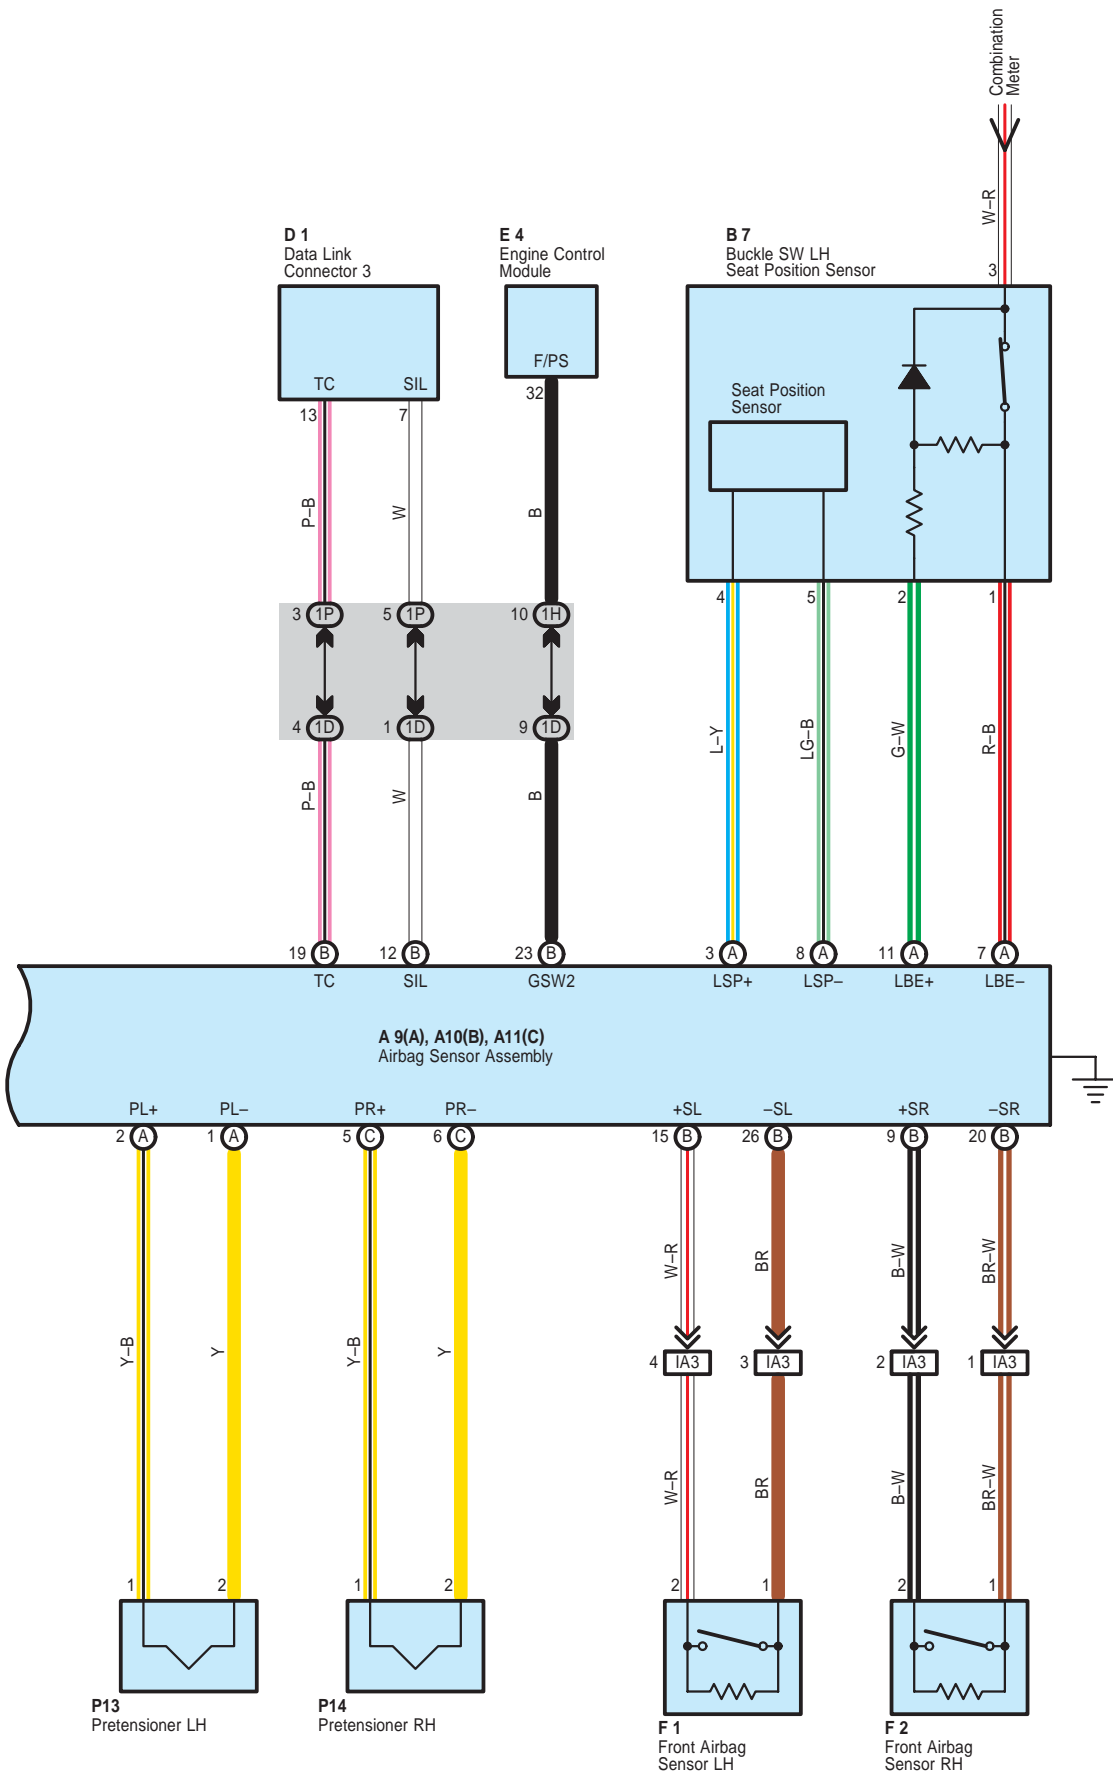 Combination
Meter
W–R
D 1
Data Link
Connector 3
E 4
Engine Control
Module
B 7
Buckle SW LH
Seat Position Sensor
3
F/PS
TC
SIL
Seat Position
Sensor
13
7
32
P–B
W
B
4
5
2
1
3 1P
5 1P
10 1H
4 1D
1 1D
9 1D
L–Y
LG–B
G–W
R–B
P–B
W
B
19 B
12 B
23 B
3 A
8 A
11 A
7 A
TC
SIL
GSW2
LSP+
LSP–
LBE+
LBE–
A 9(A), A10(B), A11(C)
Airbag Sensor Assembly
PL+
PL–
PR+
PR–
+SL
–SL
+SR
–SR
2 A
1 A
5 C
6 C
15 B
26 B
9 B
20 B
W–R
BR
B–W
BR–W
Y–B
Y
Y–B
Y
4 IA3
3 IA3
2 IA3
1 IA3
W–R
BR
B–W
BR–W
1
2
1
2
2
1
2
1
P13
Pretensioner LH
P14
Pretensioner RH
F 1
Front Airbag
Sensor LH
F 2
Front Airbag
Sensor RH